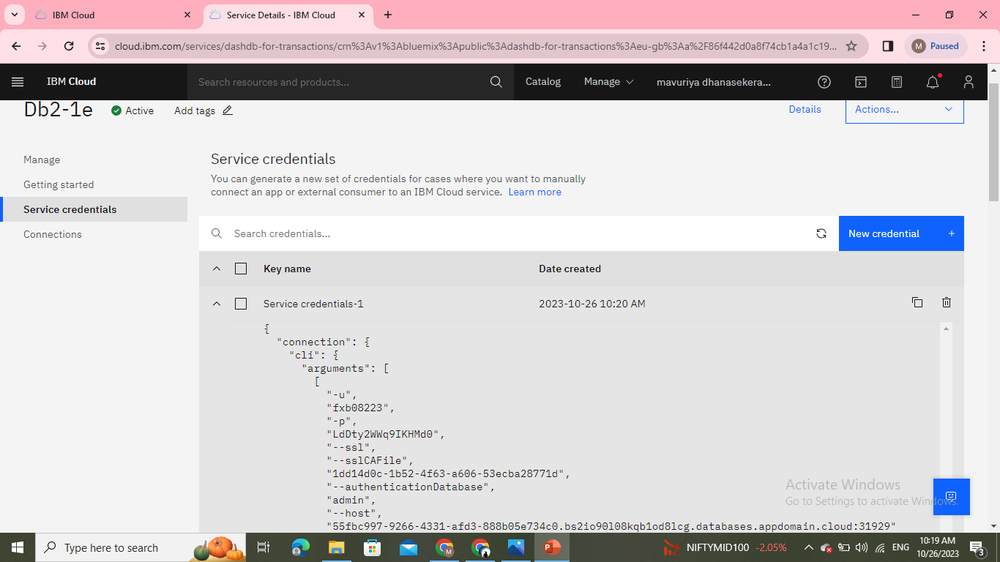 IBM Cloud
Service Details - IBM Cloud
cloud.ibm.com/services/dashdb-for-transactions/crn%3Av1%3Abluemix%3Apublic%3Adashdb-for-transactions%3Aeu-gb%3Aa%2F86f442d0a8f74cb1a4a1c19...
M
Paused
IBM Cloud
Search resources and products...
Catalog
Manage
mavuriya dhanasekera...
Db2-1e
Active
Add tags
Details
Actions...
Manage
Getting started
Service credentials
Connections
Service credentials
You can generate a new set of credentials for cases where you want to manually
connect an app or external consumer to an IBM Cloud service. Learn more
Search credentials...
New credential +
Key name
Date created
Service credentials-1
2023-10-26 10:20 AM
{
"connection": {
"cli": {
"arguments": [
[
"-u",
"fxb08223",
"-p",
"LdDty2WWq9IKHMd0",
"--ssl",
"--sslCAFile",
"1dd14d0c-1b52-4f63-a606-53ecba28771d",
"--authenticationDatabase",
"admin",
"--host",
"55fbc997-9266-4331-afd3-888b05e734c0.bs2io90l08kqb1od8lcg.databases.appdomain.cloud:31929"
Activate Windows
Go to Settings to activate Windows.
Type here to search
M
NIFTYMID100 -2.05%
ENG
10:19 AM
10/26/2023
3